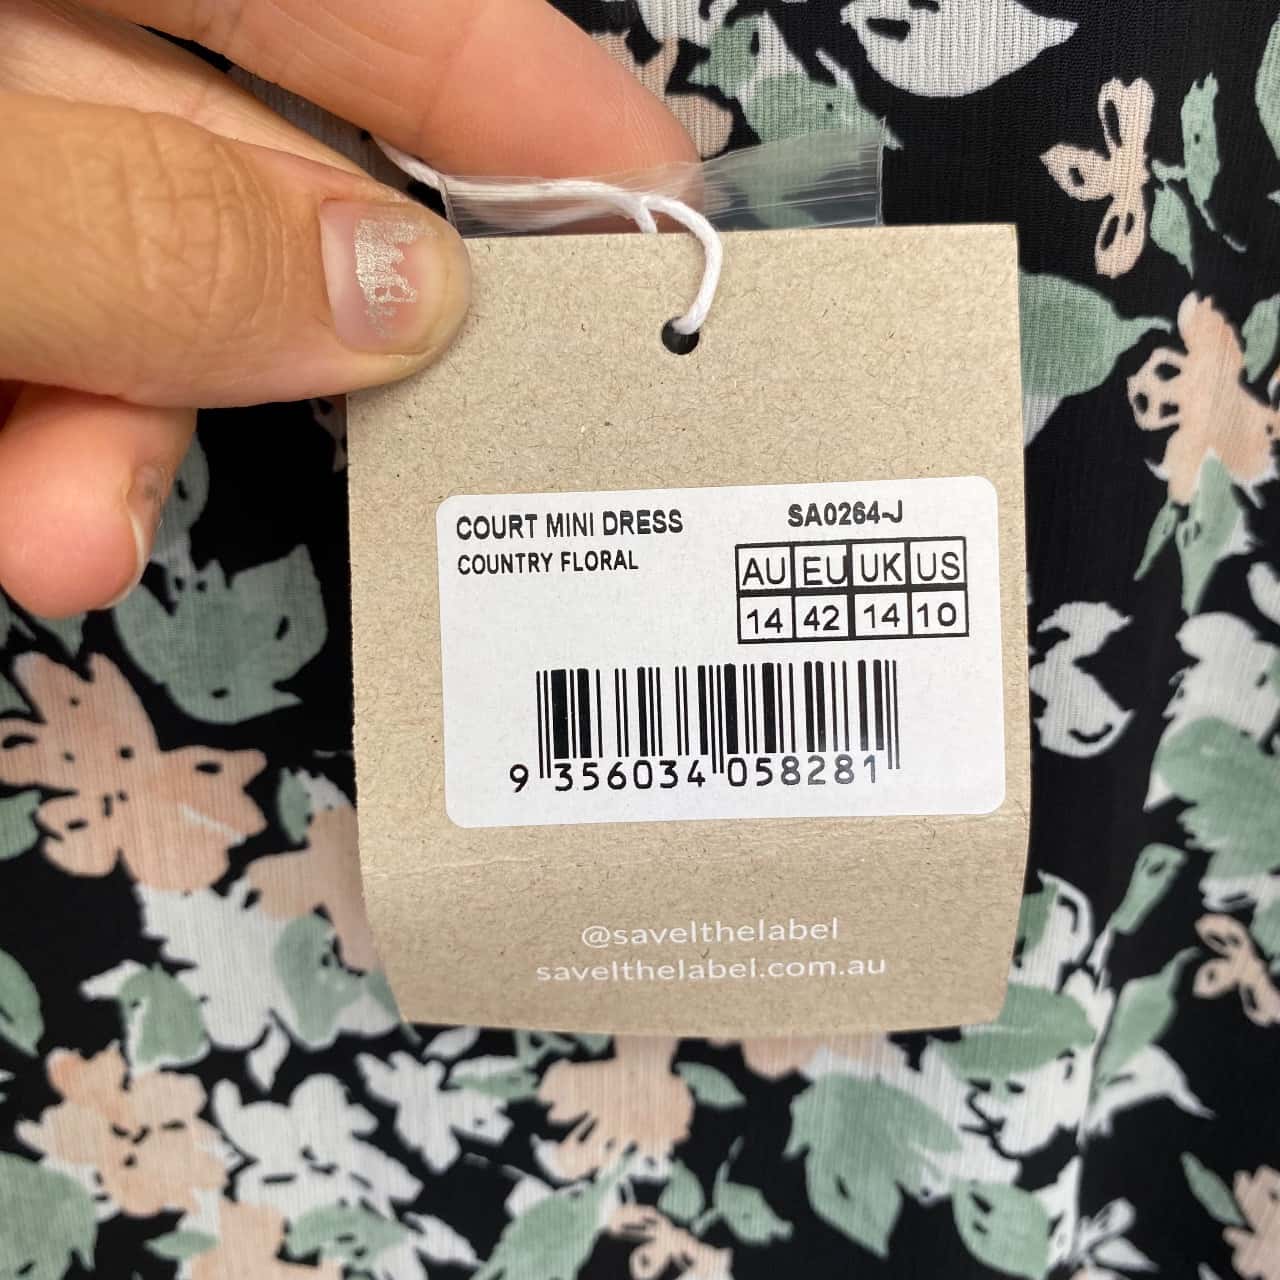 COURT MINI DRESS
COUNTRY FLORAL
SA0264-J
AU EU UK US
14 42 14 10
9 356034 058281
@savelthelabel
savelthelabel.com.au